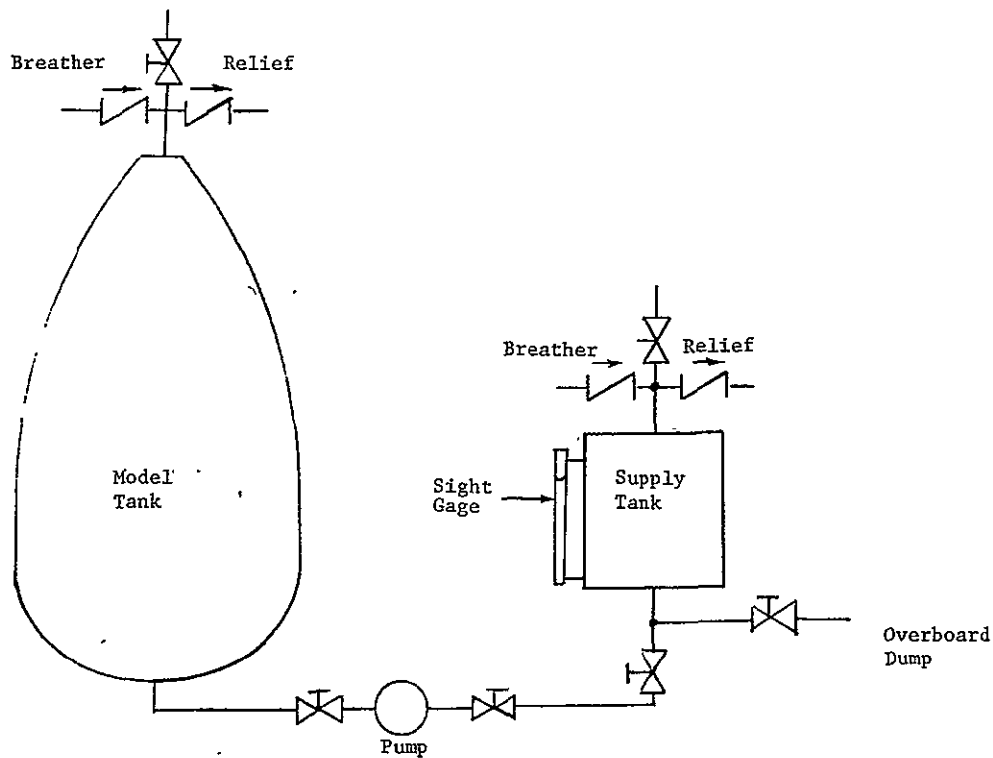 Breather
Relief
Breather
Relief
Model
Tank
Sight
Gage
Supply
Tank
Overboard
Dump
Pump